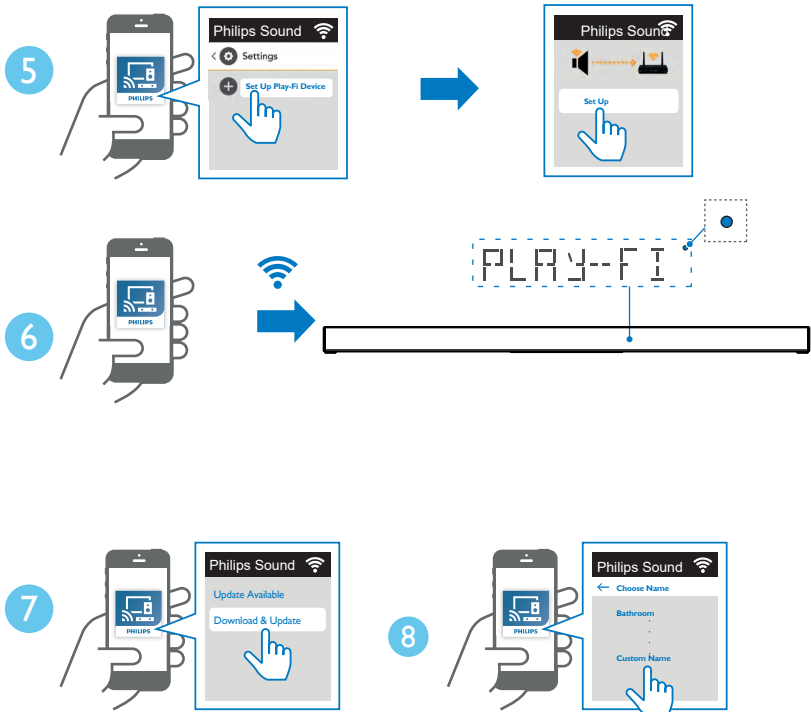 5
PHILIPS
Philips Sound
Settings
Set Up Play-Fi Device
Philips Sound
Set Up
6
PHILIPS
PLAY--FI
7
PHILIPS
Philips Sound
Update Available
Download & Update
8
PHILIPS
Philips Sound
Choose Name
Bathroom
Custom Name